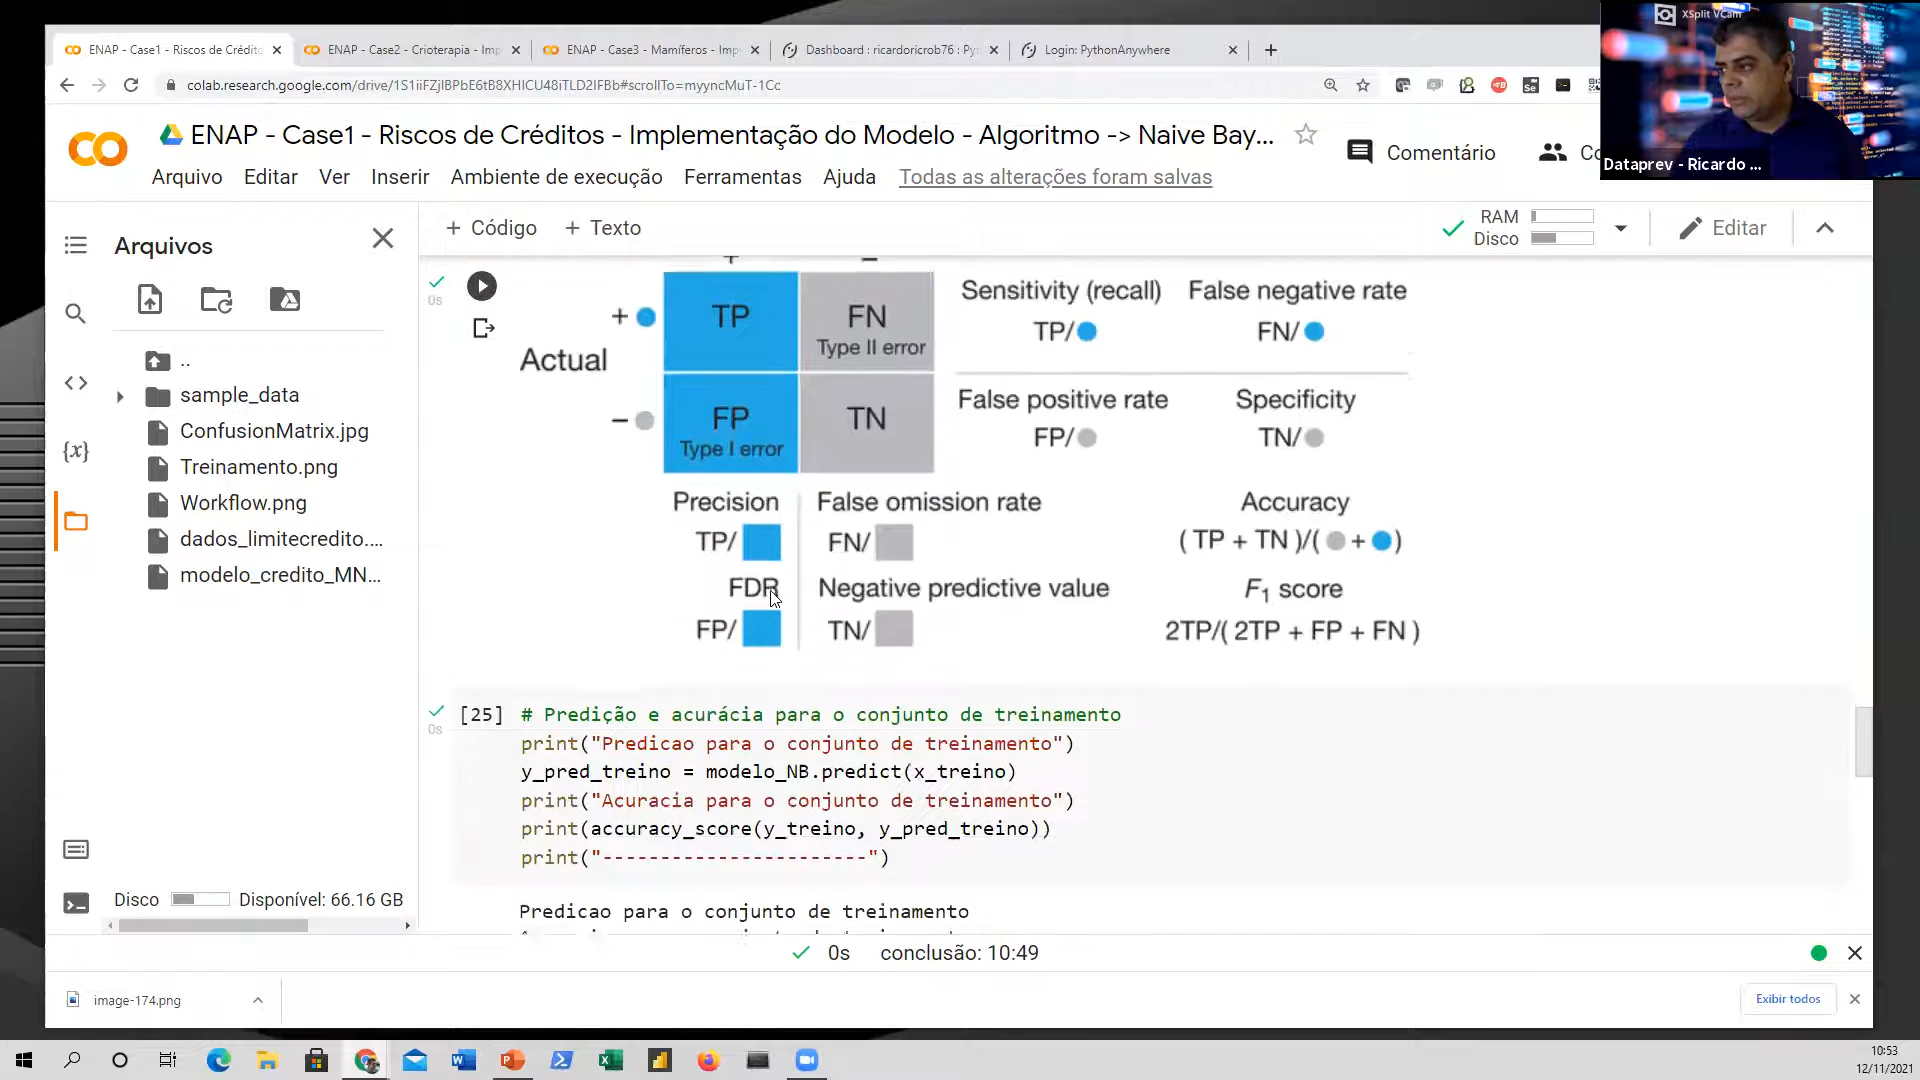 XSplit VCam
ENAP - Case1 - Riscos de Crédito
ENAP - Case2 - Crioterapia - Imp
ENAP - Case3 - Mamíferos - Imp
Dashboard : ricardoricrob76 : Py
Login: PythonAnywhere
colab.research.google.com/drive/1S1iiFZjlBPbE6tB8XHICU48iTLD2IFBb#scrollTo=myyncMuT-1Cc
Dataprev - Ricardo ...
ENAP - Case1 - Riscos de Créditos - Implementação do Modelo - Algoritmo -> Naive Bay...
Comentário
Co
Arquivo Editar Ver Inserir Ambiente de execução Ferramentas Ajuda Todas as alterações foram salvas
+ Código + Texto
RAM
Disco
Editar
Arquivos
..
sample_data
ConfusionMatrix.jpg
Treinamento.png
Workflow.png
dados_limitecredito....
modelo_credito_MN...
Disco Disponível: 66.16 GB
0s
Actual
+
TP
FN
Type II error
−
FP
Type I error
TN
Sensitivity (recall)
TP/
False negative rate
FN/
False positive rate
FP/
Specificity
TN/
Precision
TP/
False omission rate
FN/
Accuracy
( TP + TN )/( + )
FDR
FP/
Negative predictive value
TN/
F1 score
2TP/( 2TP + FP + FN )
0s
[25] # Predição e acurácia para o conjunto de treinamento
print("Predicao para o conjunto de treinamento")
y_pred_treino = modelo_NB.predict(x_treino)
print("Acuracia para o conjunto de treinamento")
print(accuracy_score(y_treino, y_pred_treino))
print("-----------------------")
Predicao para o conjunto de treinamento
0s conclusão: 10:49
image-174.png
Exibir todos
10:53
12/11/2021